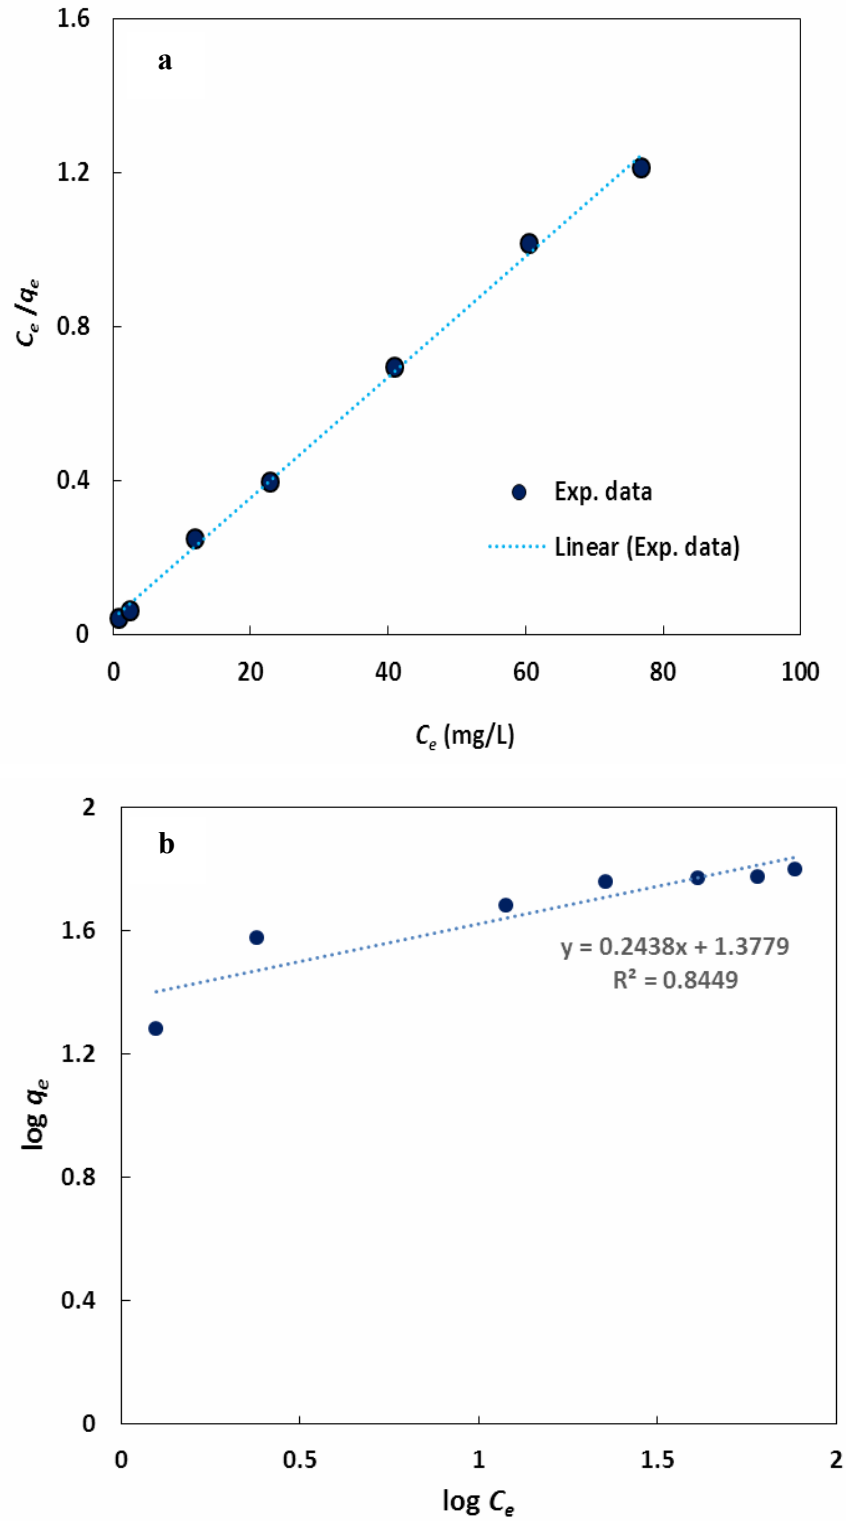 a
1.6
1.2
0.8
0.4
0
Ce /qe
Exp. data
Linear (Exp. data)
0 20 40 60 80 100
Ce (mg/L)
b
2
1.6
1.2
0.8
0.4
0
log qe
y = 0.2438x + 1.3779
R² = 0.8449
0 0.5 1 1.5 2
log Ce